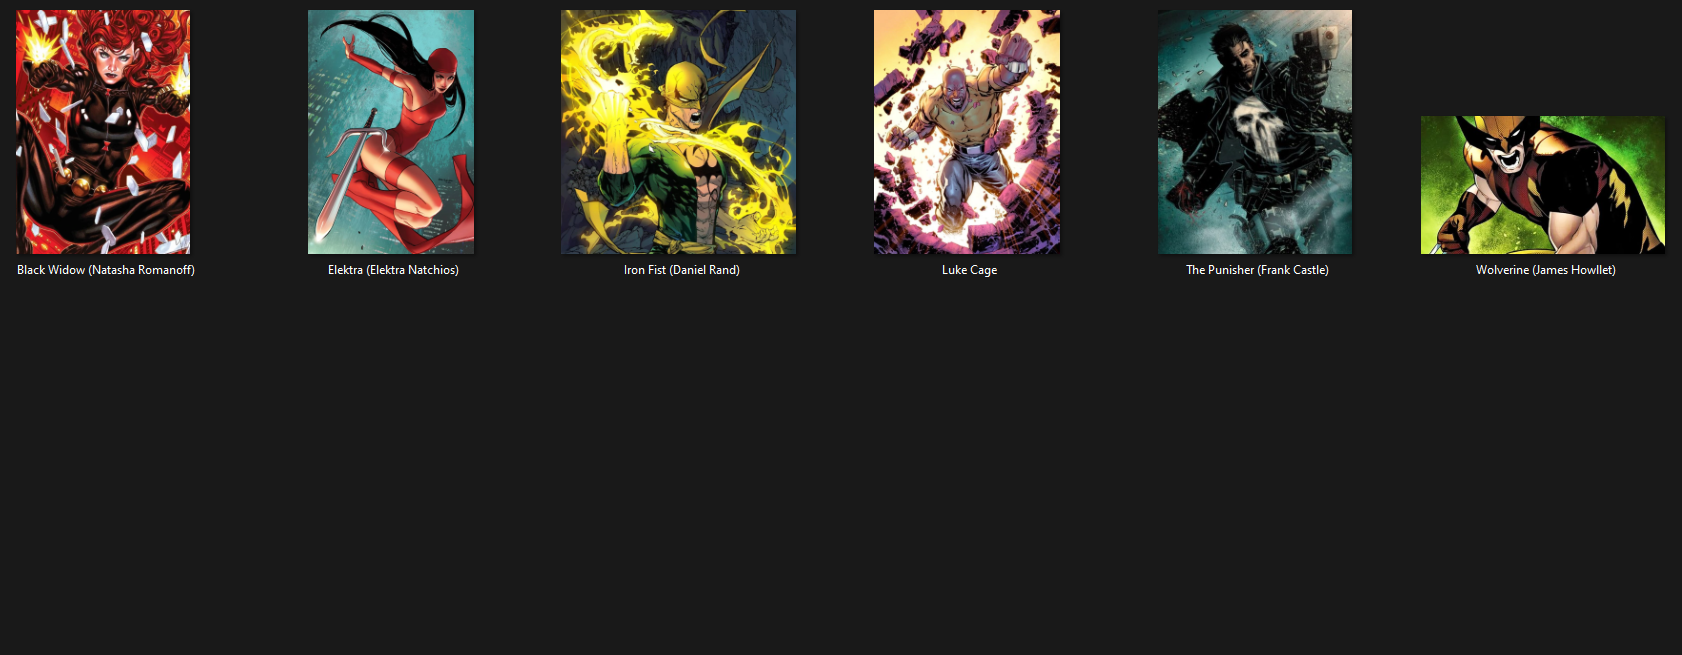 Black Widow (Natasha Romanoff)
Elektra (Elektra Natchios)
Iron Fist (Daniel Rand)
Luke Cage
The Punisher (Frank Castle)
Wolverine (James Howllet)